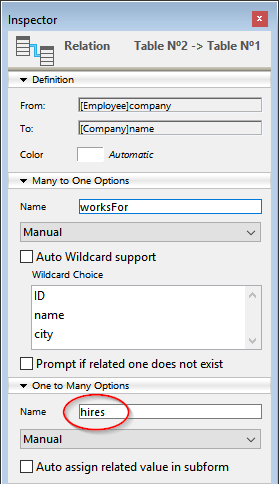 Inspector
Relation Table Nº2 -> Table Nº1
Definition
From: [Employee]company
To: [Company]name
Color Automatic
Many to One Options
Name worksFor
Manual
Auto Wildcard support
Wildcard Choice
ID
name
city
Prompt if related one does not exist
One to Many Options
Name hires
Manual
Auto assign related value in subform